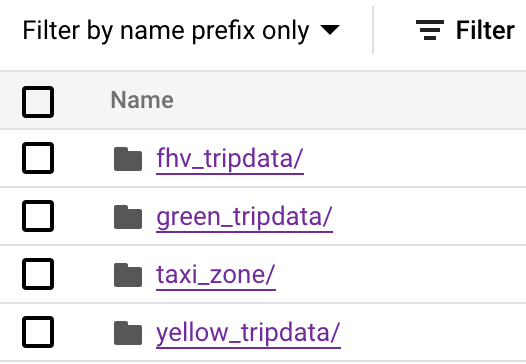 Filter by name prefix only Filter
Name
fhv_tripdata/
green_tripdata/
taxi_zone/
yellow_tripdata/